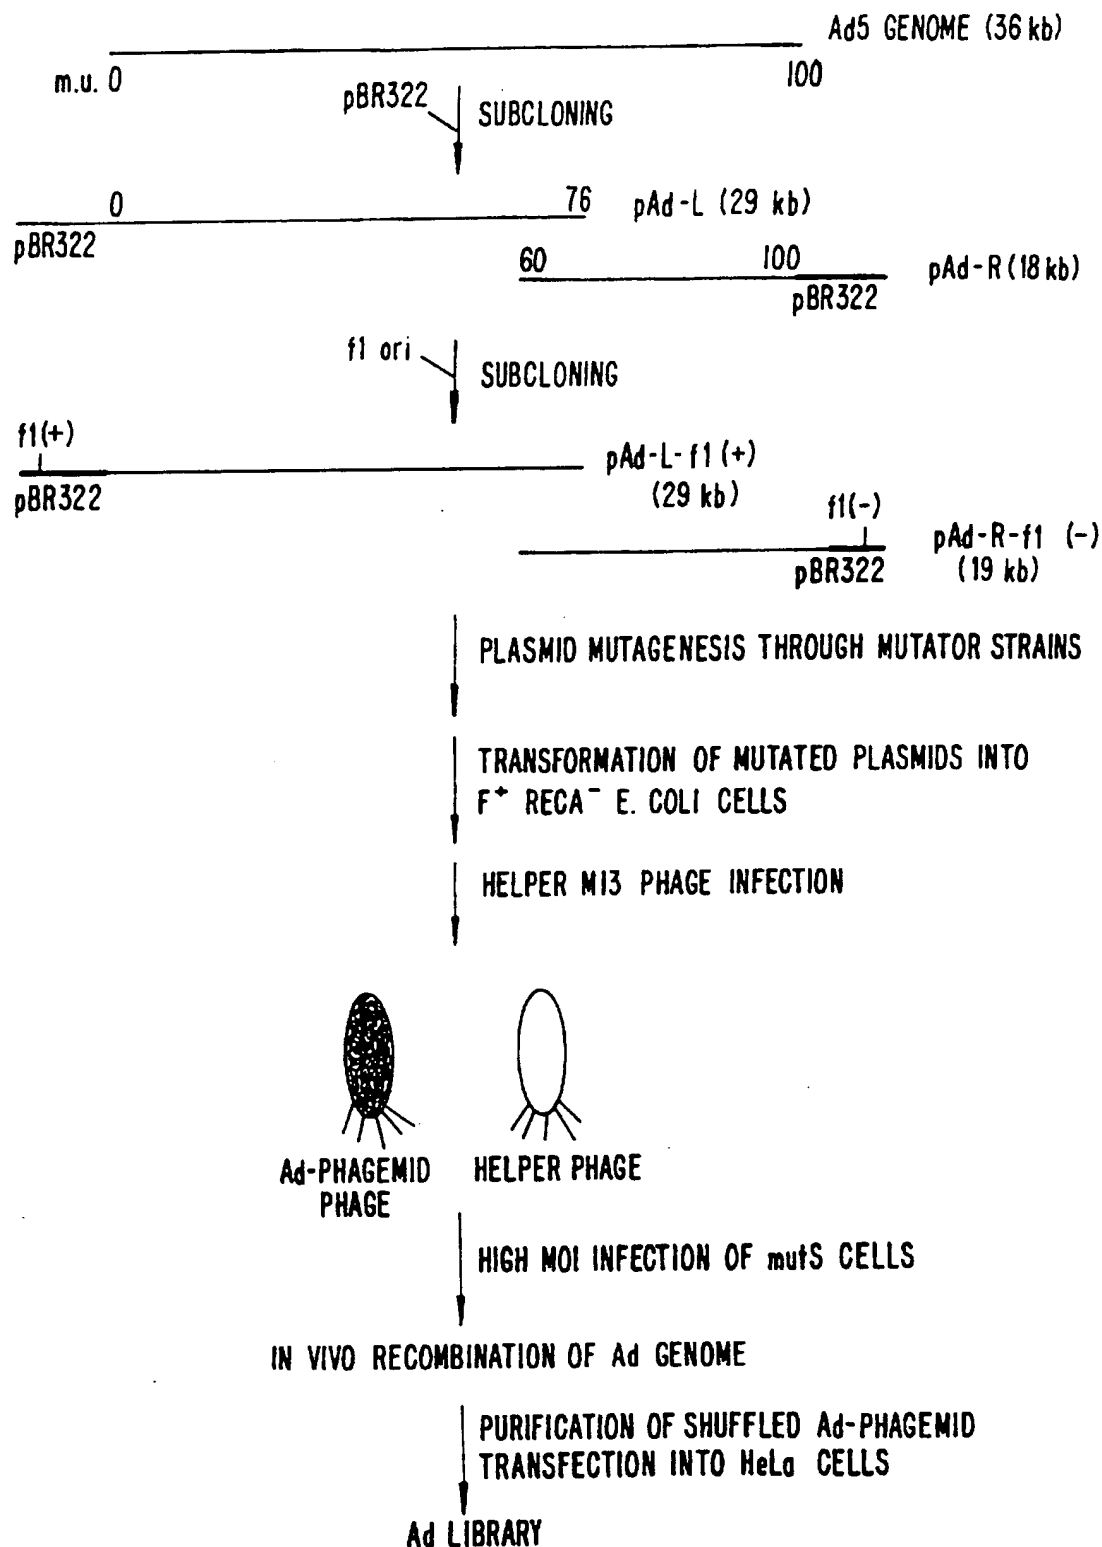 Ad5 GENOME (36 kb)
m.u. 0
100
pBR322
SUBCLONING
0
76
pAd-L (29 kb)
pBR322
60
100
pAd-R (18 kb)
pBR322
f1 ori
SUBCLONING
f1(+)
pBR322
pAd-L-f1 (+)
(29 kb)
f1(-)
pBR322
pAd-R-f1 (-)
(19 kb)
PLASMID MUTAGENESIS THROUGH MUTATOR STRAINS
TRANSFORMATION OF MUTATED PLASMIDS INTO
F+ RECA- E. COLI CELLS
HELPER M13 PHAGE INFECTION
Ad-PHAGEMID
PHAGE
HELPER PHAGE
HIGH MOI INFECTION OF mutS CELLS
IN VIVO RECOMBINATION OF Ad GENOME
PURIFICATION OF SHUFFLED Ad-PHAGEMID
TRANSFECTION INTO HeLa CELLS
Ad LIBRARY